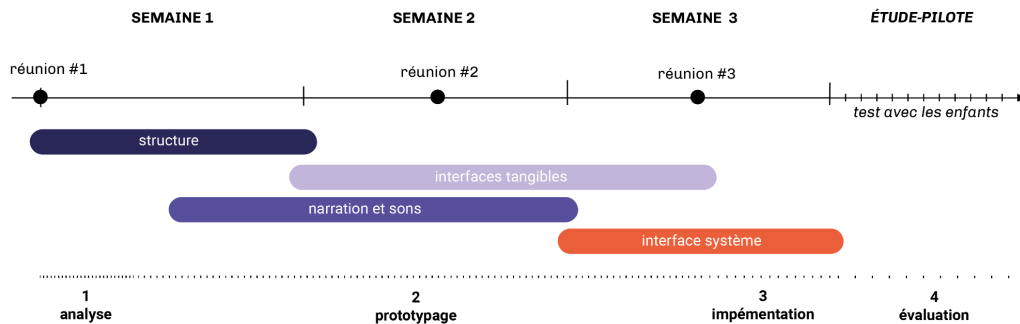 SEMAINE 1
SEMAINE 2
SEMAINE 3
ÉTUDE-PILOTE
réunion #1
réunion #2
réunion #3
test avec les enfants
structure
interfaces tangibles
narration et sons
interface système
1
analyse
2
prototypage
3
impémentation
4
évaluation